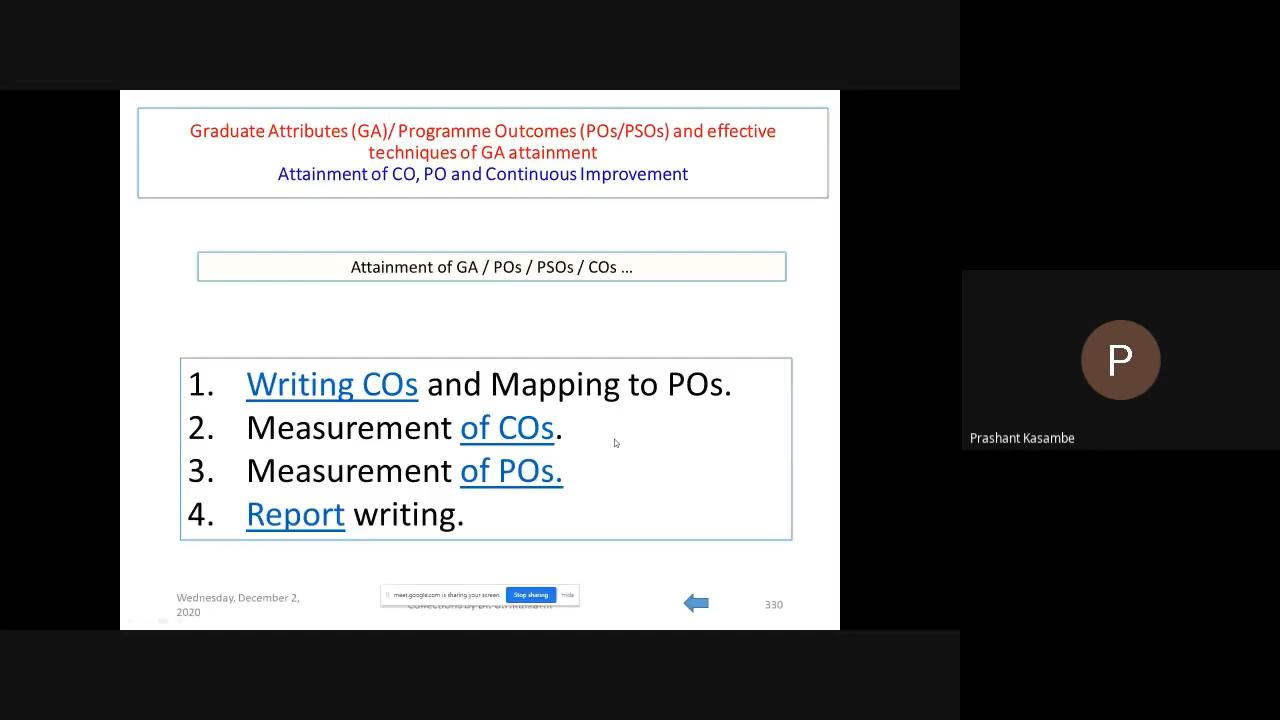 Graduate Attributes (GA)/ Programme Outcomes (POs/PSOs) and effective
techniques of GA attainment
Attainment of CO, PO and Continuous Improvement
Attainment of GA / POs / PSOs / COs ...
1. Writing COs and Mapping to POs.
2. Measurement of COs.
3. Measurement of POs.
4. Report writing.
Wednesday, December 2,
2020
meet.google.com is sharing your screen. Stop sharing Hide
Collections by Dr.
330
P
Prashant Kasambe